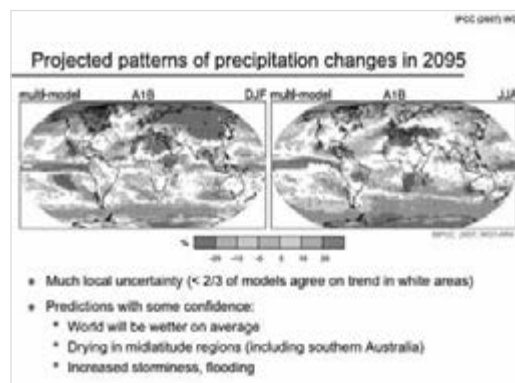 IPCC (2007) WG
Projected patterns of precipitation changes in 2095
multi-model A1B DJF multi-model A1B JJA
%
-20 -10 -5 5 10 20
• Much local uncertainty (< 2/3 of models agree on trend in white areas)
• Predictions with some confidence:
• World will be wetter on average
• Drying in midlatitude regions (including southern Australia)
• Increased storminess, flooding